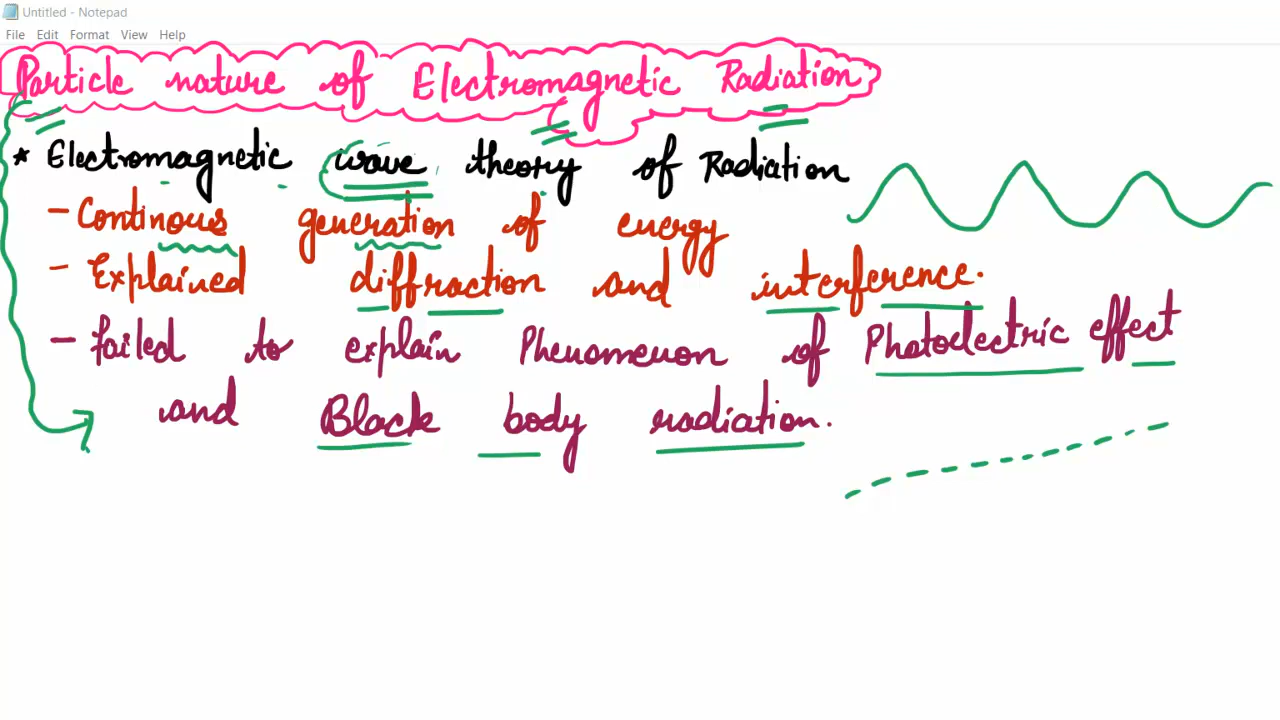 Untitled - Notepad
File Edit Format View Help
Particle nature of Electromagnetic Radiation
* Electromagnetic wave theory of Radiation
- Continous generation of energy
- Explained diffraction and interference.
- Failed to explain Phenomenon of Photoelectric effect
and Black body radiation.